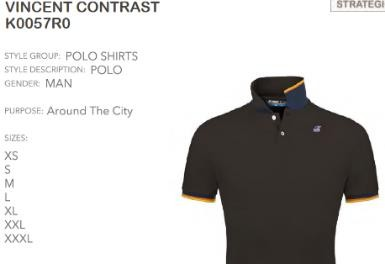 VINCENT CONTRAST
K0057R0
STRATEGI
STYLE GROUP: POLO SHIRTS
STYLE DESCRIPTION: POLO
GENDER: MAN
PURPOSE: Around The City
SIZES:
XS
S
M
L
XL
XXL
XXXL